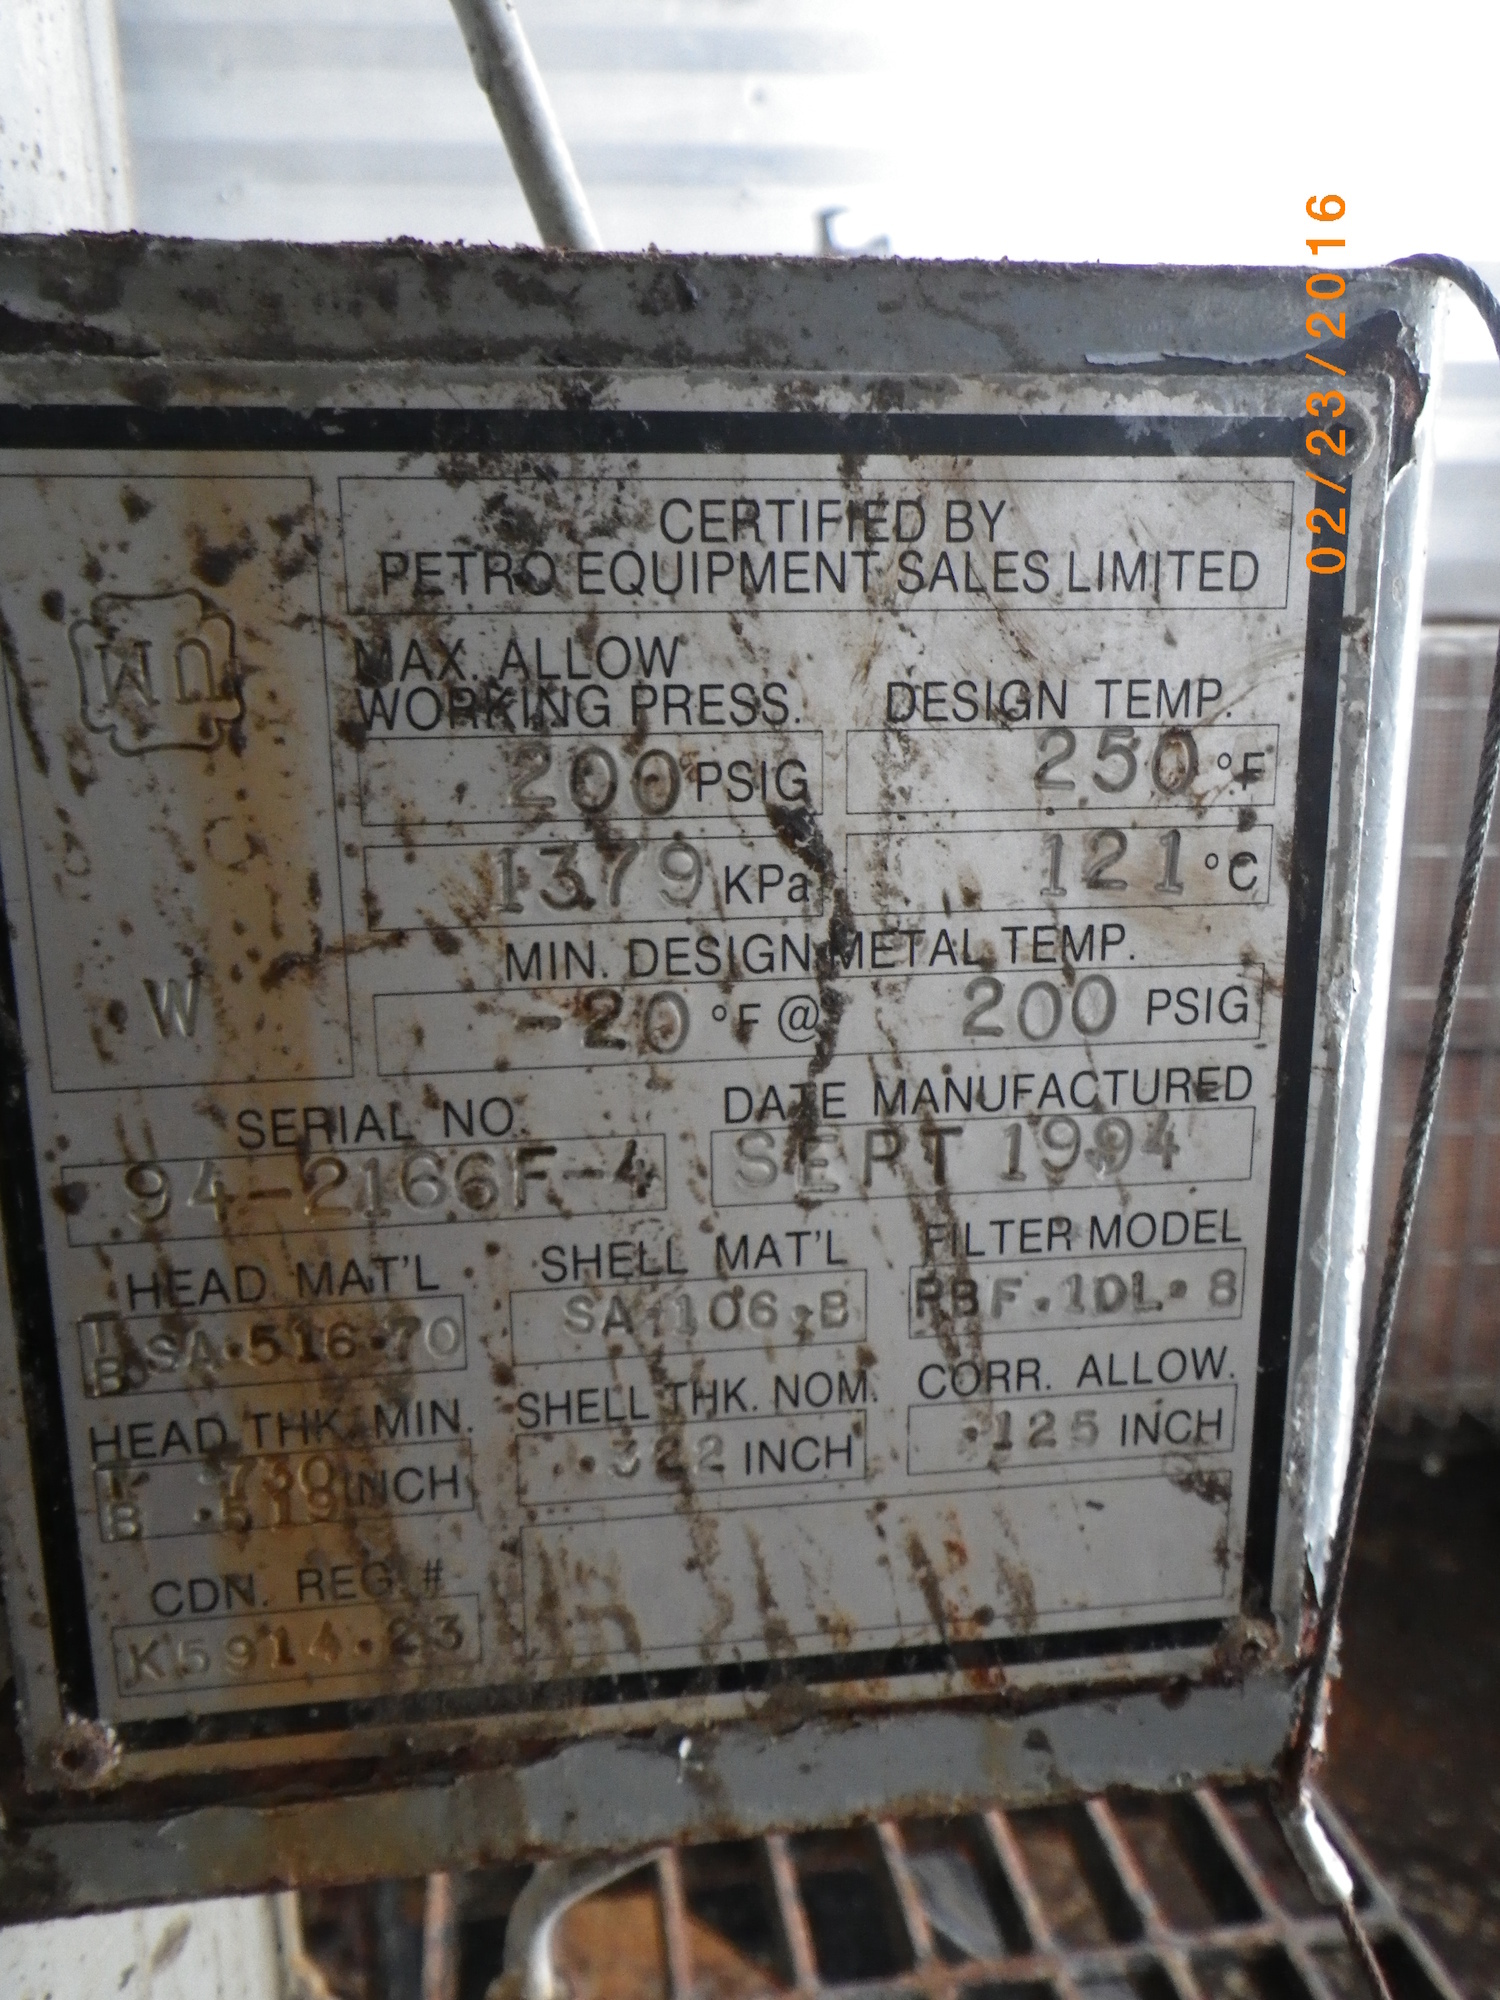 CERTIFIED BY
PETRO EQUIPMENT SALES LIMITED
UM
W
MAX. ALLOW
WORKING PRESS.
DESIGN TEMP.
200 PSIG
250 °F
1379 KPa
121 °C
MIN. DESIGN METAL TEMP.
-20 °F @ 200 PSIG
SERIAL NO.
DATE MANUFACTURED
94-2166F-4
SEPT 1994
HEAD MAT'L
SHELL MAT'L
FILTER MODEL
T
B SA·516·70
SA·106·B
RBF.1DL·8
HEAD THK. MIN.
SHELL THK. NOM.
CORR. ALLOW.
T .730 INCH
B .519
.322 INCH
.125 INCH
CDN. REG. #
K5914.23
02/23/2016